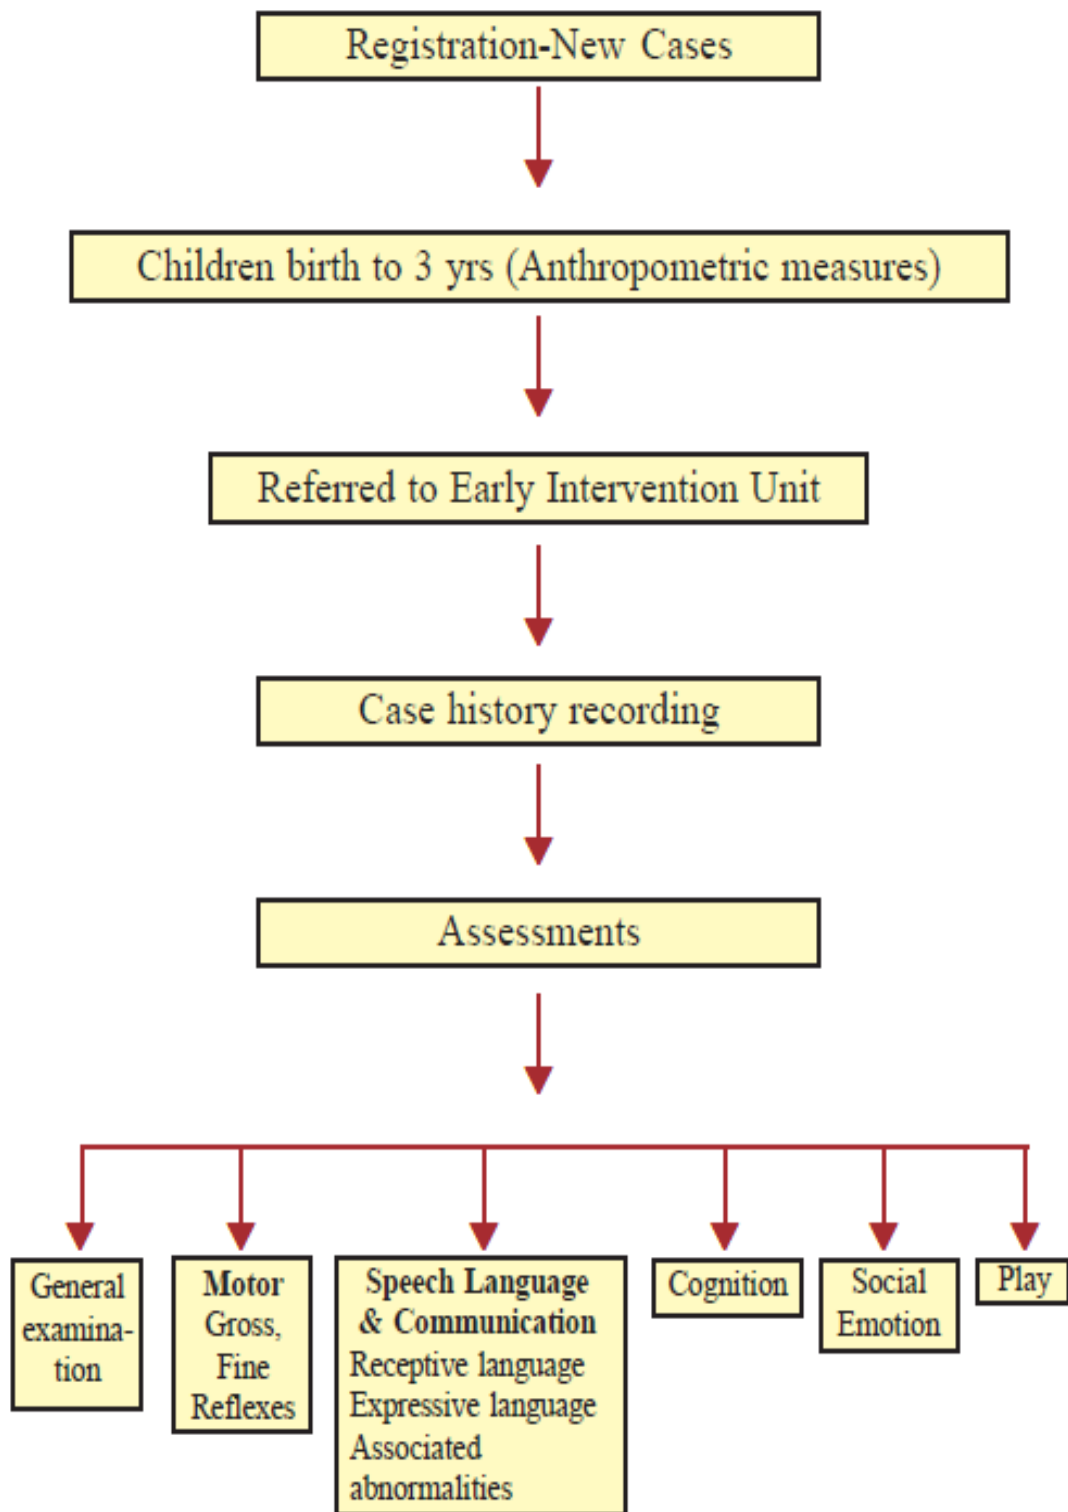 Registration-New Cases
Children birth to 3 yrs (Anthropometric measures)
Referred to Early Intervention Unit
Case history recording
Assessments
General
examina-
tion
Motor
Gross,
Fine
Reflexes
Speech Language
& Communication
Receptive language
Expressive language
Associated
abnormalities
Cognition
Social
Emotion
Play